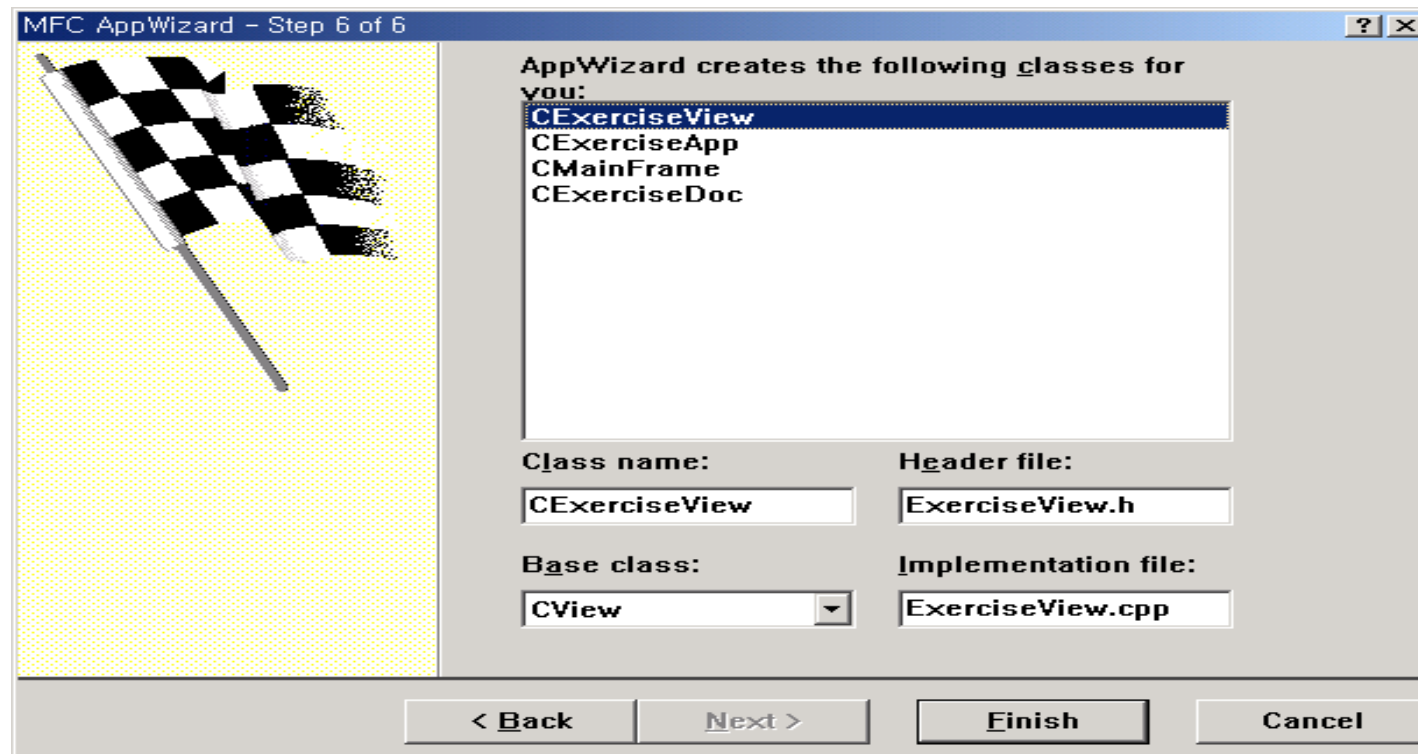 MFC AppWizard - Step 6 of 6
AppWizard creates the following classes for
you:
CExerciseView
CExerciseApp
CMainFrame
CExerciseDoc
Class name: Header file:
CExerciseView ExerciseView.h
Base class: Implementation file:
CView ExerciseView.cpp
< Back Next > Finish Cancel